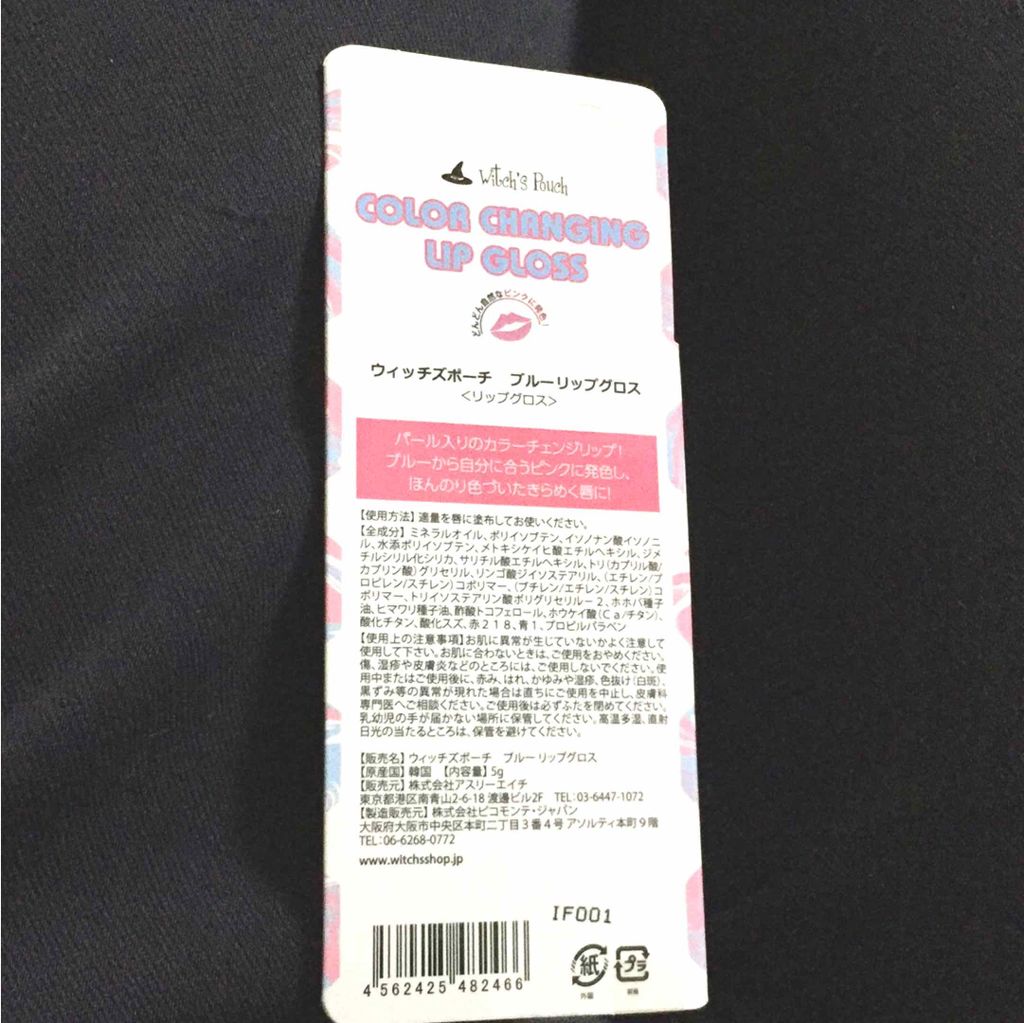 Witch's Pouch
COLOR CHANGING
LIP GLOSS
どんどん自然なピンクに発色!
ウィッチズポーチ ブルーリップグロス
<リップグロス>
パール入りのカラーチェンジリップ!
ブルーから自分に合うピンクに発色し、
ほんのり色づいたきらめく唇に!
【使用方法】適量を唇に塗布してお使いください。
【全成分】ミネラルオイル、ポリイソブテン、イソノナン酸イソノニ
ル、水添ポリイソブテン、メトキシケイヒ酸エチルヘキシル、ジメ
チルシリル化シリカ、サリチル酸エチルヘキシル、トリ(カプリル酸/
カプリン酸)グリセリル、リンゴ酸ジイソステアリル、(エチレン/プ
ロピレン/スチレン)コポリマー、(ブチレン/エチレン/スチレン)コ
ポリマー、トリイソステアリン酸ポリグリセリル-2、ホホバ種子
油、ヒマワリ種子油、酢酸トコフェロール、ホウケイ酸(Ca/チタン)、
酸化チタン、酸化スズ、赤218、青1、プロピルパラベン
【使用上の注意事項】お肌に異常が生じていないかよく注意して
使用して下さい。お肌に合わないときは、ご使用をおやめください。
傷、湿疹や皮膚炎などのところには、ご使用しないでください。使
用中またはご使用後に、赤み、はれ、かゆみや湿疹、色抜け(白斑)、
黒ずみ等の異常が現れた場合は直ちにご使用を中止し、皮膚科
専門医へご相談ください。ご使用後は必ずふたを閉めてください。
乳幼児の手が届かない場所に保管してください。高温多湿、直射
日光の当たるところは、保管を避けてください。
【販売名】ウィッチズポーチ ブルーリップグロス
【原産国】韓国 【内容量】5g
【販売元】株式会社アスリーエイチ
東京都港区南青山2-6-18 渡邊ビル2F TEL:03-6447-1072
【製造販売元】株式会社ピコモンテ・ジャパン
大阪府大阪市中央区本町二丁目3番4号 アソルティ本町9階
TEL:06-6268-0772
www.witchsshop.jp
IF001
4 562425 482466
紙
プラ
外装